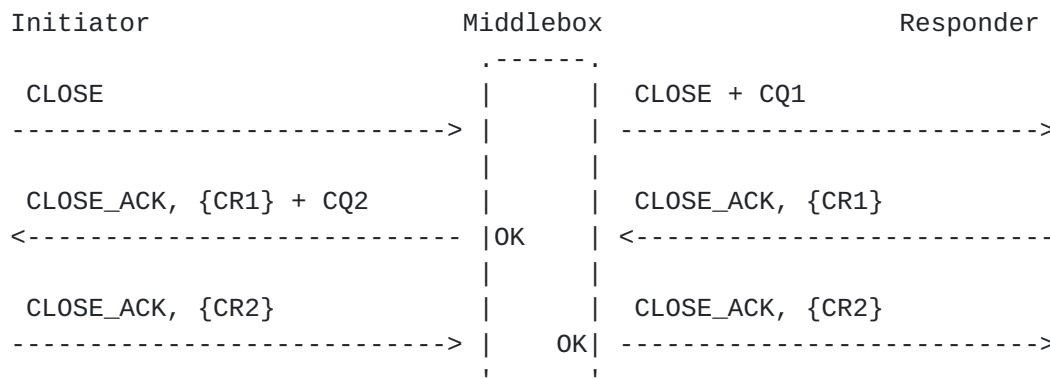 Initiator Middlebox Responder
CLOSE CLOSE + CQ1
CLOSE_ACK, {CR1} + CQ2 CLOSE_ACK, {CR1}
OK
CLOSE_ACK, {CR2} CLOSE_ACK, {CR2}
OK